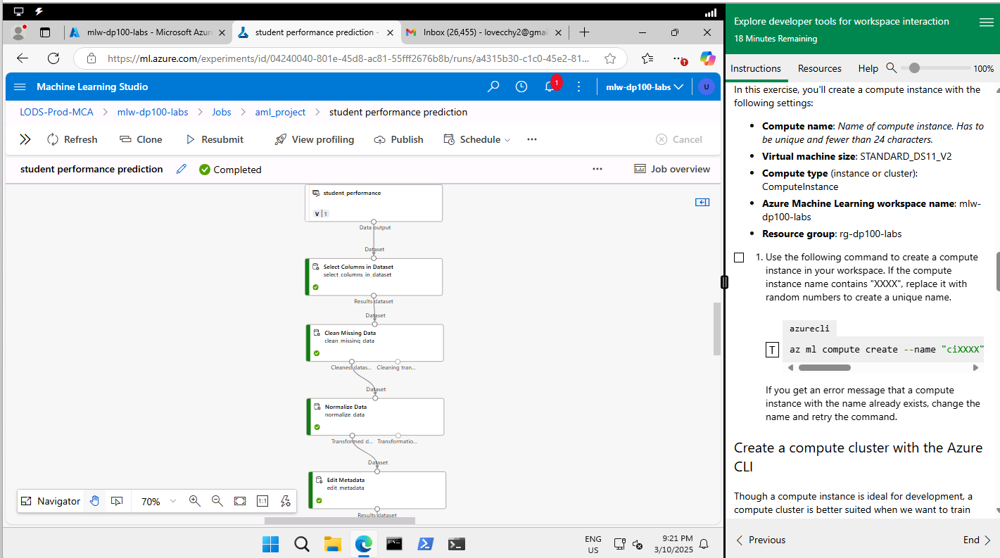 mlw-dp100-labs - Microsoft Azure
student performance prediction -
Inbox (26,455) - lovecchy2@gmai
https://ml.azure.com/experiments/id/04240040-801e-45d8-ac81-55fff2676b8b/runs/a4315b30-c1c0-45e2-81...
Machine Learning Studio
1
mlw-dp100-labs
U
LODS-Prod-MCA > mlw-dp100-labs > Jobs > aml_project > student performance prediction
Refresh
Clone
Resubmit
View profiling
Publish
Schedule
...
Cancel
student performance prediction
Completed
...
Job overview
student performance
v | 1
Data output
Dataset
Select Columns in Dataset
select_columns_in_dataset
Results dataset
Dataset
Clean Missing Data
clean_missing_data
Cleaned datas...
Cleaning tran...
Dataset
Normalize Data
normalize_data
Transformed d...
Transformatio...
Dataset
Edit Metadata
edit_metadata
Results dataset
Navigator
70%
1:1
ENG
US
9:21 PM
3/10/2025
Explore developer tools for workspace interaction
18 Minutes Remaining
Instructions
Resources
Help
100%
In this exercise, you'll create a compute instance with the
following settings:
• Compute name: Name of compute instance. Has to
be unique and fewer than 24 characters.
• Virtual machine size: STANDARD_DS11_V2
• Compute type (instance or cluster):
ComputeInstance
• Azure Machine Learning workspace name: mlw-
dp100-labs
• Resource group: rg-dp100-labs
1. Use the following command to create a compute
instance in your workspace. If the compute
instance name contains "XXXX", replace it with
random numbers to create a unique name.
azurecli
T
az ml compute create --name "ciXXXX"
If you get an error message that a compute
instance with the name already exists, change the
name and retry the command.
Create a compute cluster with the Azure
CLI
Though a compute instance is ideal for development, a
compute cluster is better suited when we want to train
Previous
End